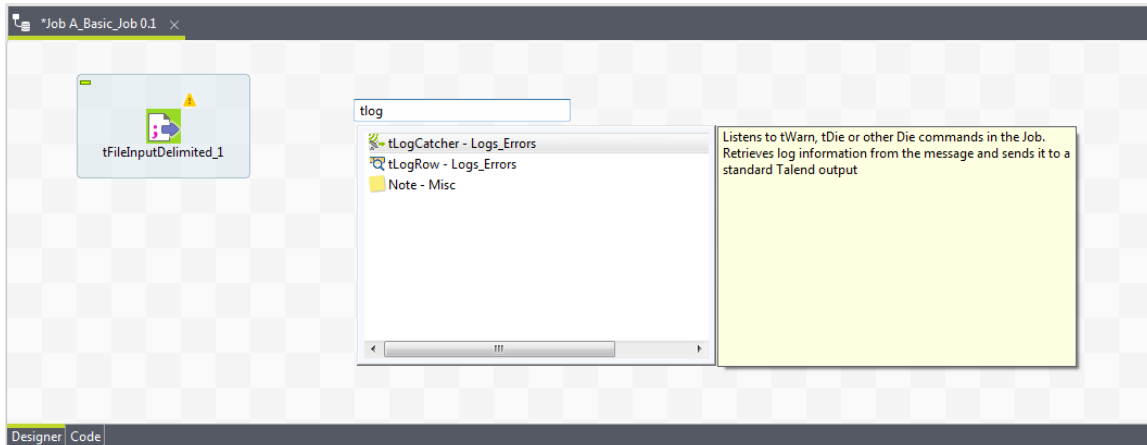 *Job A_Basic_Job 0.1
tFileInputDelimited_1
tlog
tLogCatcher - Logs_Errors
tLogRow - Logs_Errors
Note - Misc
Listens to tWarn, tDie or other Die commands in the Job.
Retrieves log information from the message and sends it to a
standard Talend output
Designer Code